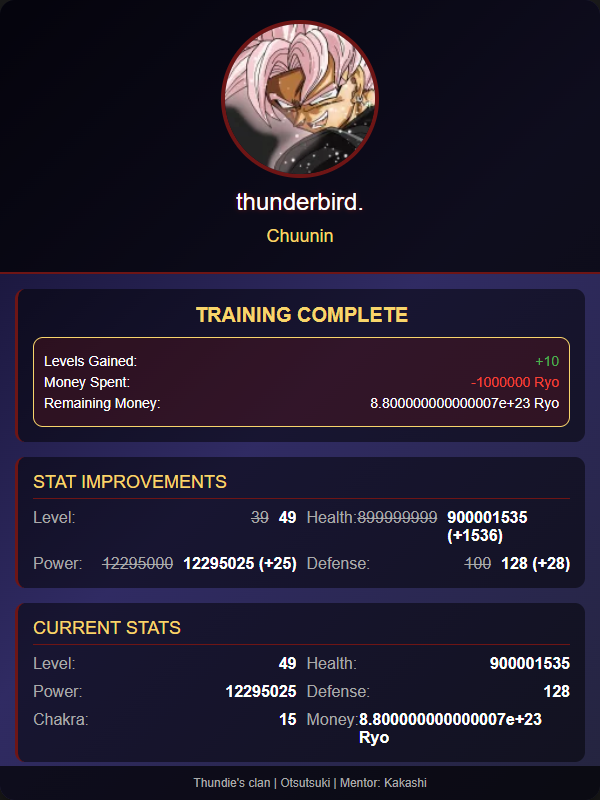 thunderbird.
Chuunin
TRAINING COMPLETE
Levels Gained: +10
Money Spent: -1000000 Ryo
Remaining Money: 8.800000000000007e+23 Ryo
STAT IMPROVEMENTS
Level: 39 49 Health: 899999999 900001535 (+1536)
Power: 12295000 12295025 (+25) Defense: 100 128 (+28)
CURRENT STATS
Level: 49 Health: 900001535
Power: 12295025 Defense: 128
Chakra: 15 Money: 8.800000000000007e+23 Ryo
Thundie's clan | Otsutsuki | Mentor: Kakashi